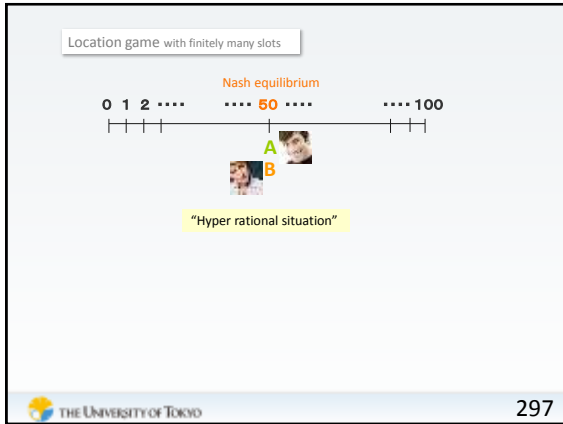 Location game with finitely many slots
Nash equilibrium
0 1 2 ···· ···· 50 ···· ···· 100
A
B
“Hyper rational situation”
THE UNIVERSITY OF TOKYO
297